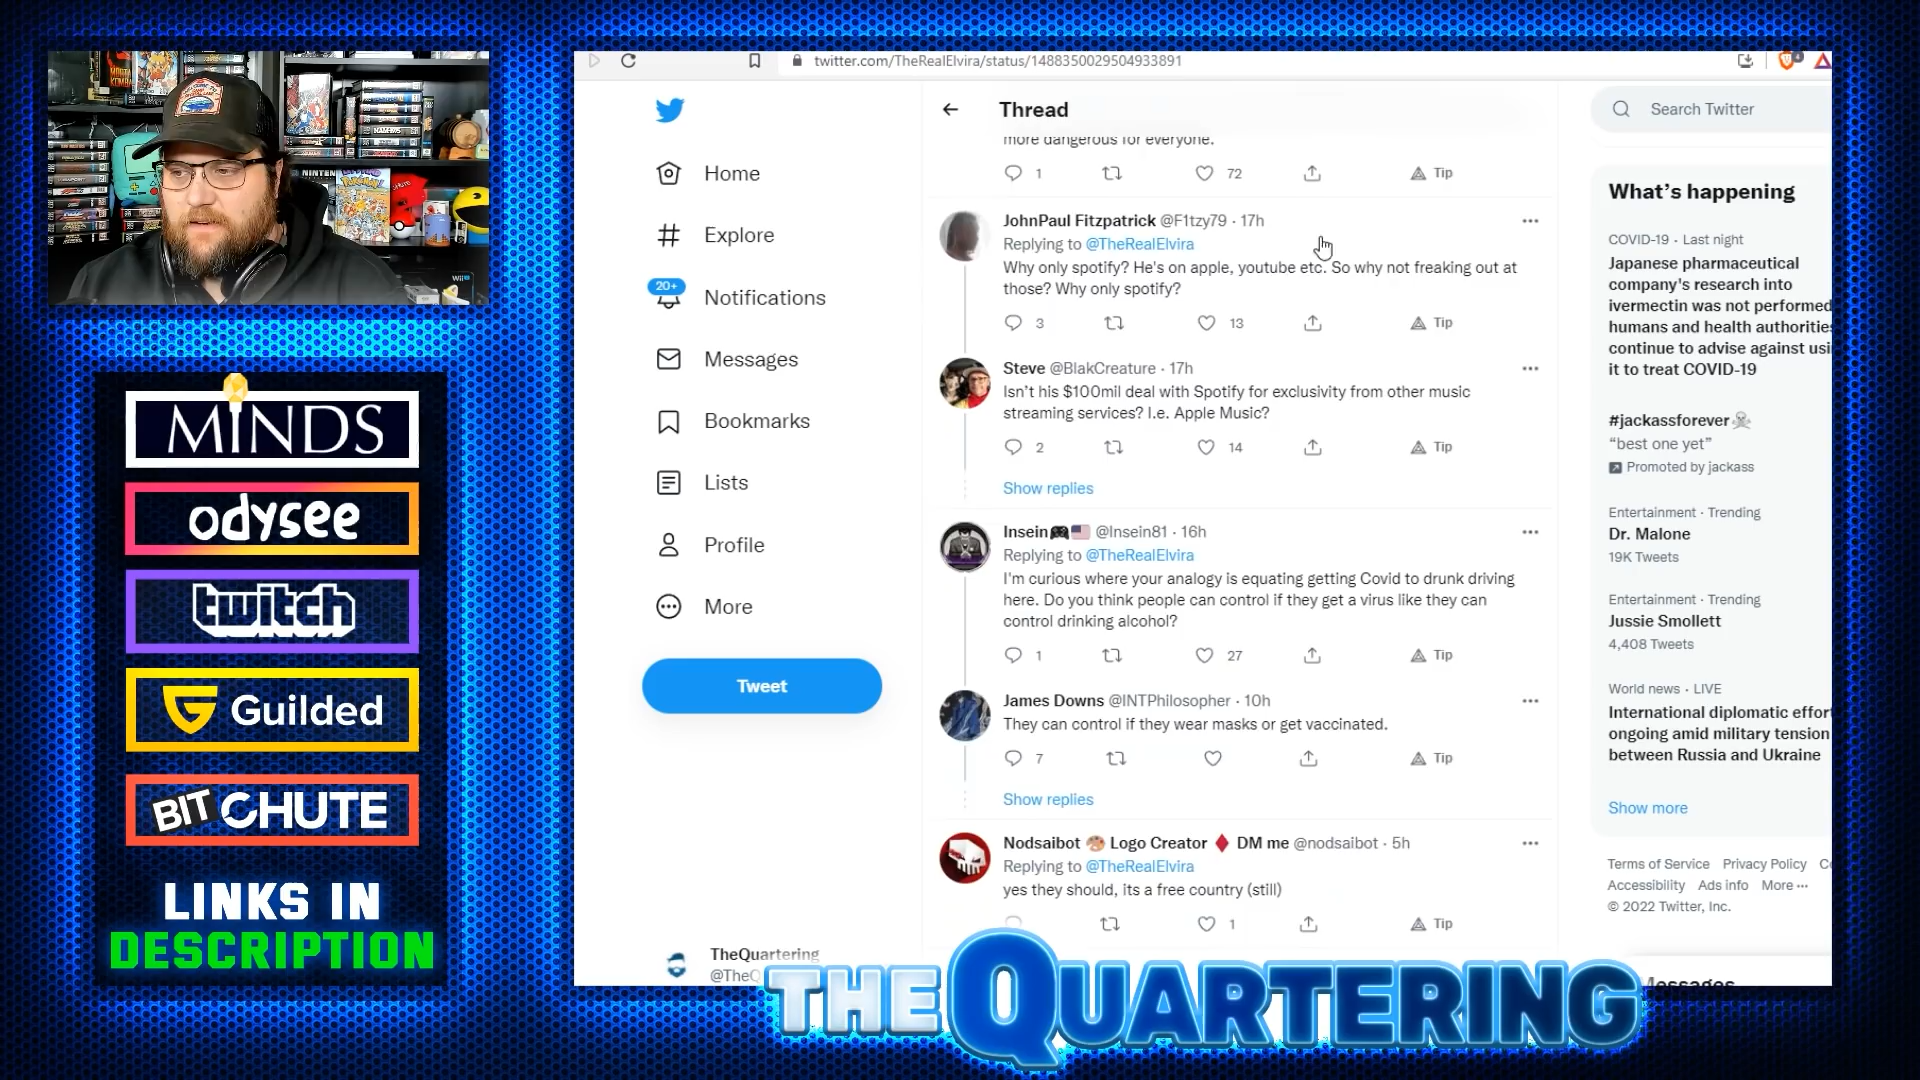 twitter.com/TheRealElvira/status/1488350029504933891
Thread
Search Twitter
more dangerous for everyone.
1
72
Tip
Home
Explore
20+
Notifications
Messages
Bookmarks
Lists
Profile
More
Tweet
TheQuartering
JohnPaul Fitzpatrick @F1tzy79 · 17h
Replying to @TheRealElvira
Why only spotify? He's on apple, youtube etc. So why not freaking out at
those? Why only spotify?
3
13
Tip
Steve @BlakCreature · 17h
Isn't his $100mil deal with Spotify for exclusivity from other music
streaming services? I.e. Apple Music?
2
14
Tip
Show replies
Insein @Insein81 · 16h
Replying to @TheRealElvira
I'm curious where your analogy is equating getting Covid to drunk driving
here. Do you think people can control if they get a virus like they can
control drinking alcohol?
1
27
Tip
James Downs @INTPhilosopher · 10h
They can control if they wear masks or get vaccinated.
7
Tip
Show replies
Nodsaibot Logo Creator DM me @nodsaibot · 5h
Replying to @TheRealElvira
yes they should, its a free country (still)
1
Tip
What's happening
COVID-19 · Last night
Japanese pharmaceutical
company's research into
ivermectin was not performed
humans and health authorities
continue to advise against usi
it to treat COVID-19
#jackassforever
“best one yet”
Promoted by jackass
Entertainment · Trending
Dr. Malone
19K Tweets
Entertainment · Trending
Jussie Smollett
4,408 Tweets
World news · LIVE
International diplomatic effor
ongoing amid military tension
between Russia and Ukraine
Show more
Terms of Service Privacy Policy
Accessibility Ads info More
© 2022 Twitter, Inc.
Messages
MINDS
odysee
twitch
Guilded
BITCHUTE
LINKS IN
DESCRIPTION
THE QUARTERING